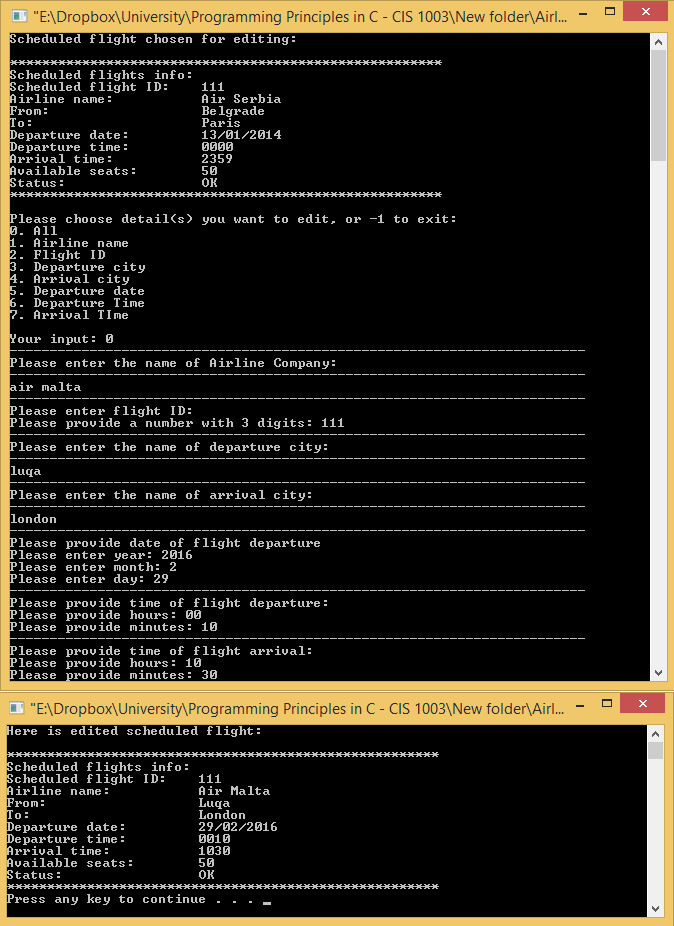 "E:\Dropbox\University\Programming Principles in C - CIS 1003\New folder\Airl...
Scheduled flight chosen for editing:
******************************************************
Scheduled flights info:
Scheduled flight ID: 111
Airline name: Air Serbia
From: Belgrade
To: Paris
Departure date: 13/01/2014
Departure time: 0000
Arrival time: 2359
Available seats: 50
Status: OK
******************************************************
Please choose detail(s) you want to edit, or -1 to exit:
0. All
1. Airline name
2. Flight ID
3. Departure city
4. Arrival city
5. Departure date
6. Departure Time
7. Arrival TIme
Your input: 0
------------------------------------------------------------------------
Please enter the name of Airline Company:
------------------------------------------------------------------------
air malta
------------------------------------------------------------------------
Please enter flight ID:
Please provide a number with 3 digits: 111
------------------------------------------------------------------------
Please enter the name of departure city:
------------------------------------------------------------------------
luqa
------------------------------------------------------------------------
Please enter the name of arrival city:
------------------------------------------------------------------------
london
------------------------------------------------------------------------
Please provide date of flight departure
Please enter year: 2016
Please enter month: 2
Please enter day: 29
------------------------------------------------------------------------
Please provide time of flight departure:
Please provide hours: 00
Please provide minutes: 10
------------------------------------------------------------------------
Please provide time of flight arrival:
Please provide hours: 10
Please provide minutes: 30
"E:\Dropbox\University\Programming Principles in C - CIS 1003\New folder\Airl...
Here is edited scheduled flight:
******************************************************
Scheduled flights info:
Scheduled flight ID: 111
Airline name: Air Malta
From: Luqa
To: London
Departure date: 29/02/2016
Departure time: 0010
Arrival time: 1030
Available seats: 50
Status: OK
******************************************************
Press any key to continue . . . _